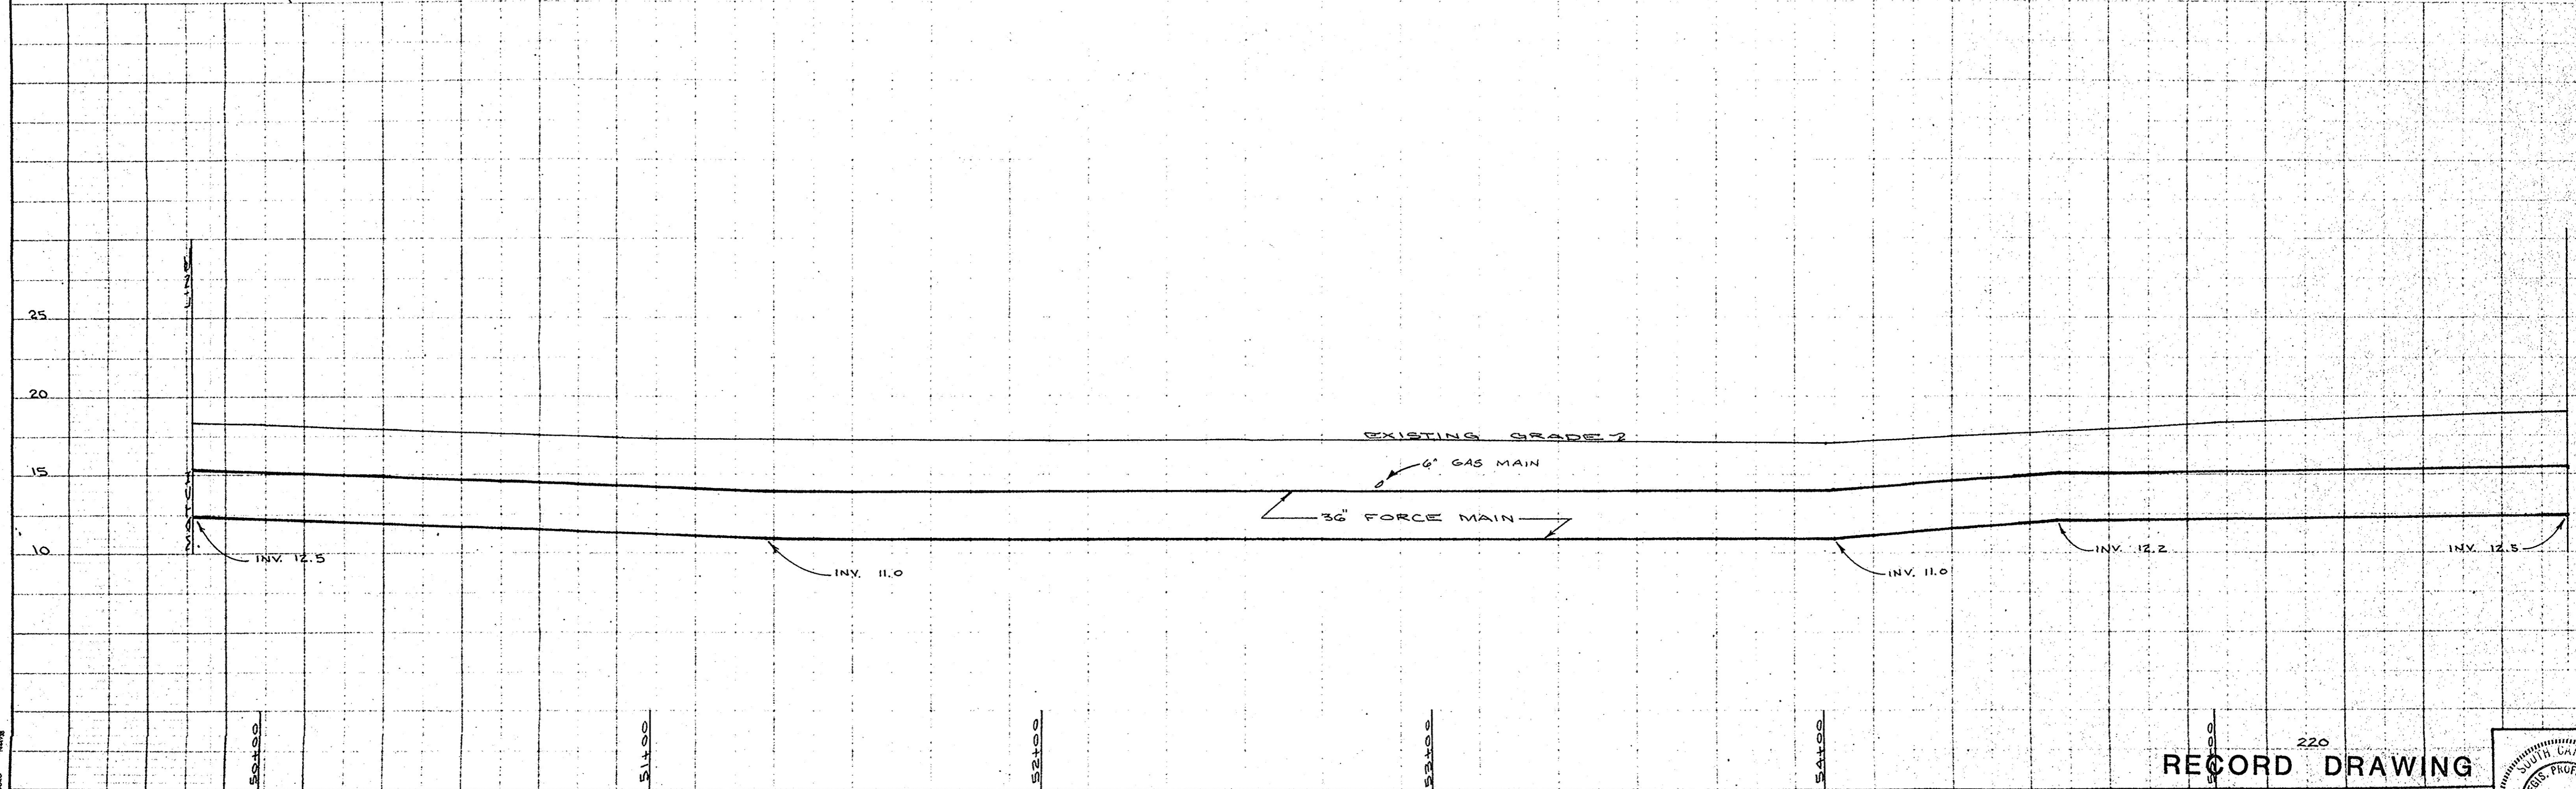 LINE
MATCH
25
20
15
10
EXISTING GRADE
6" GAS MAIN
36" FORCE MAIN
INV. 12.5
INV. 11.0
INV. 11.0
INV. 12.2
INV. 12.5
50+00
51+00
52+00
53+00
54+00
220
RECORD DRAWING
SOUTH